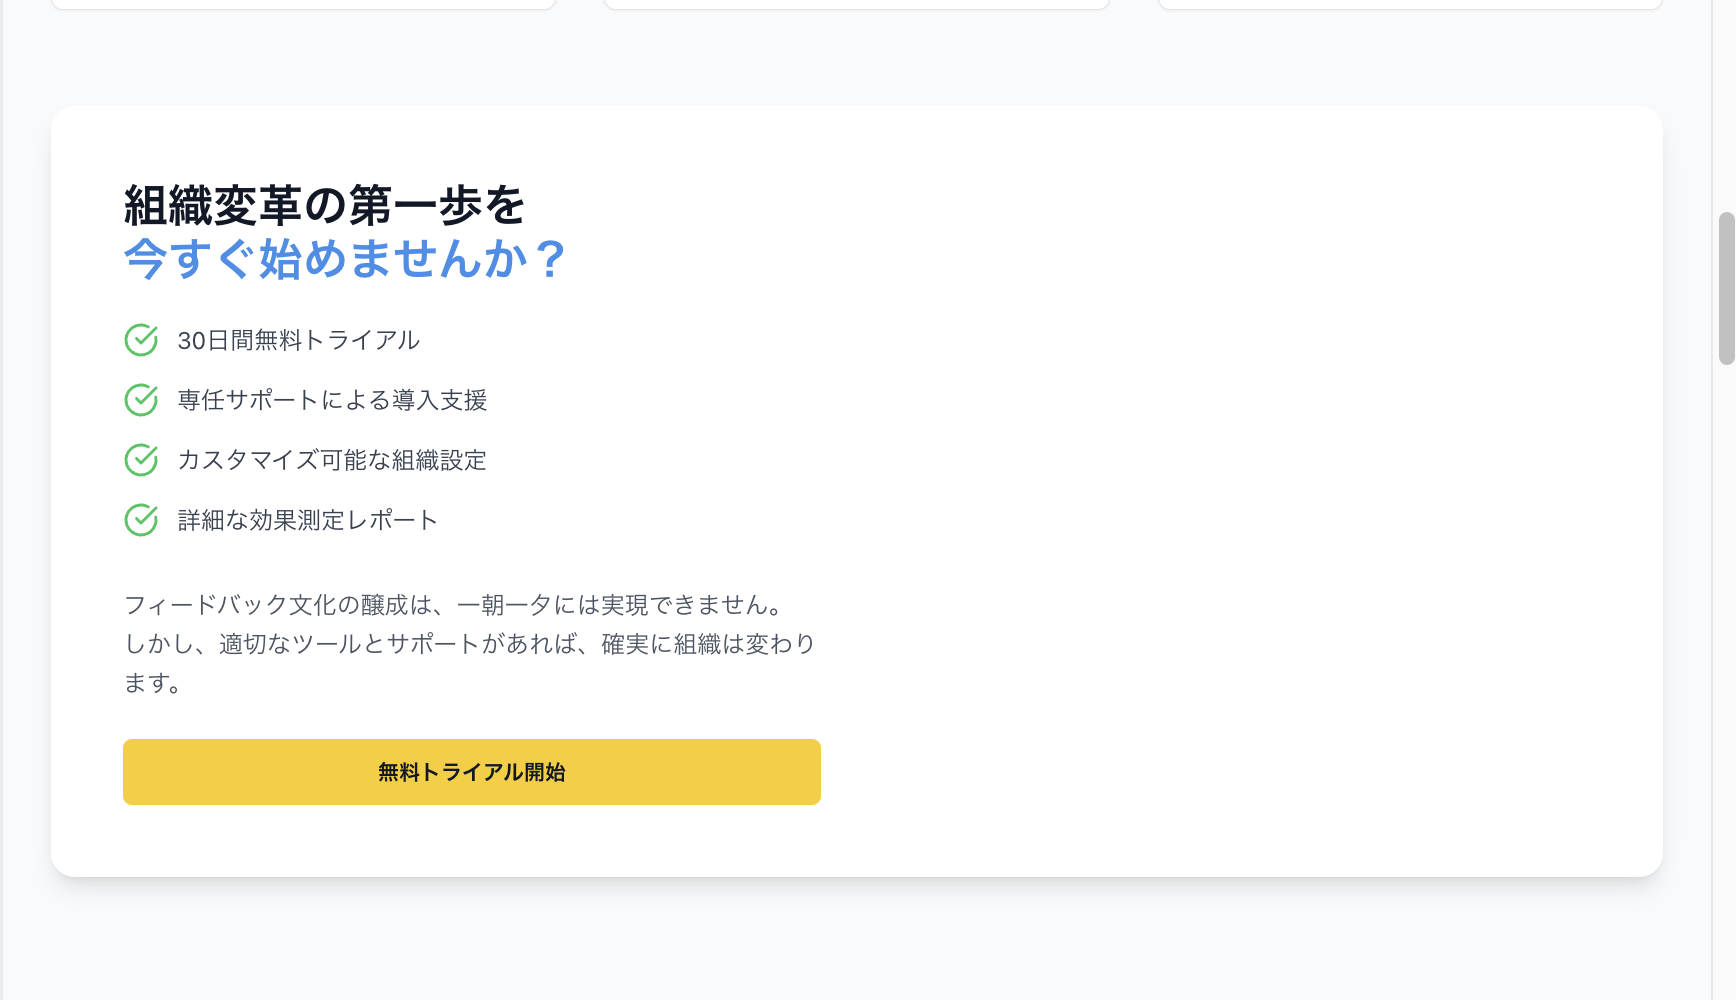 組織変革の第一歩を
今すぐ始めませんか？
30日間無料トライアル
専任サポートによる導入支援
カスタマイズ可能な組織設定
詳細な効果測定レポート
フィードバック文化の醸成は、一朝一夕には実現できません。
しかし、適切なツールとサポートがあれば、確実に組織は変わり
ます。
無料トライアル開始